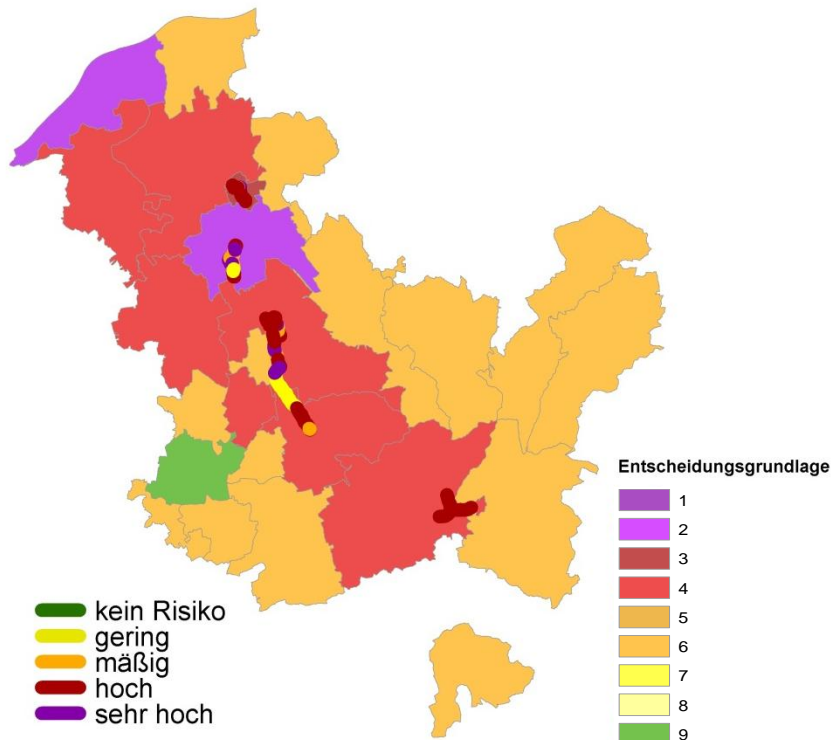 Entscheidungsgrundlage
1
2
3
4
5
6
7
8
9
kein Risiko
gering
mäßig
hoch
sehr hoch